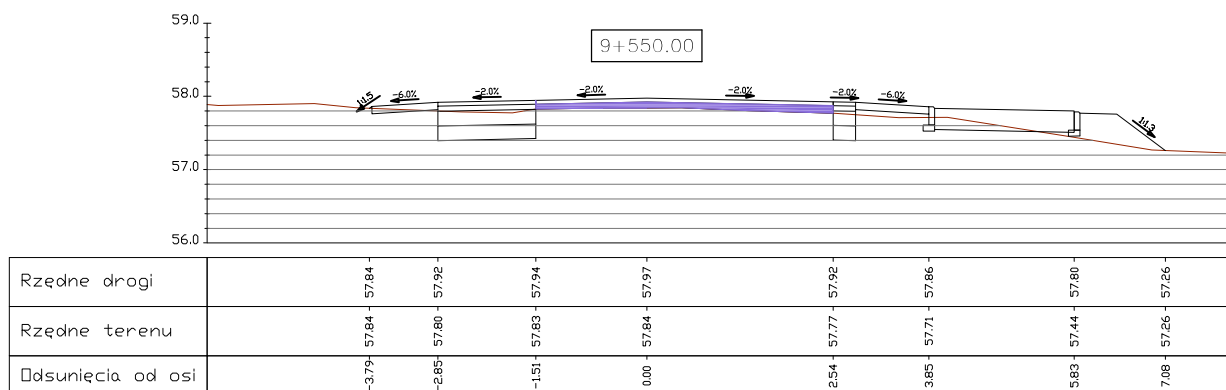 59.0
9+550.00
58.0
1:1.5 -6.0% -2.0% -2.0% -2.0% -2.0% -6.0%
1:1.3
57.0
56.0
Rzędne drogi 57.84 57.92 57.94 57.97 57.92 57.86 57.80 57.26
Rzędne terenu 57.84 57.80 57.83 57.84 57.77 57.71 57.44 57.26
Odsunięcia od osi -3.79 -2.85 -1.51 0.00 2.54 3.85 5.83 7.08